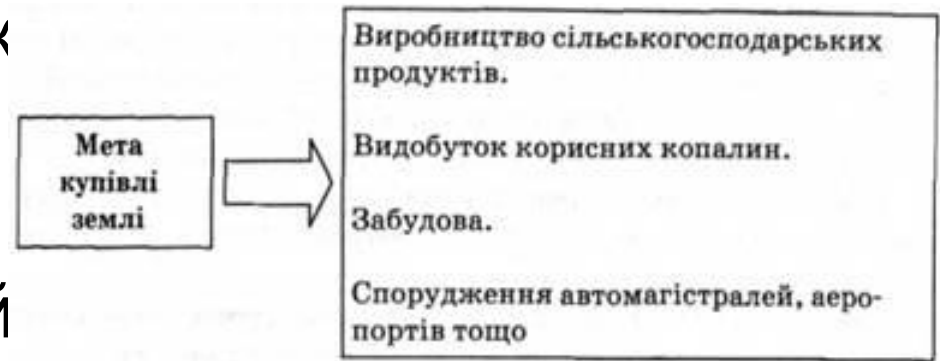 Мета
купівлі
землі
Виробництво сільськогосподарських
продуктів.
Видобуток корисних копалин.
Забудова.
Спорудження автомагістралей, аеро-
портів тощо
й